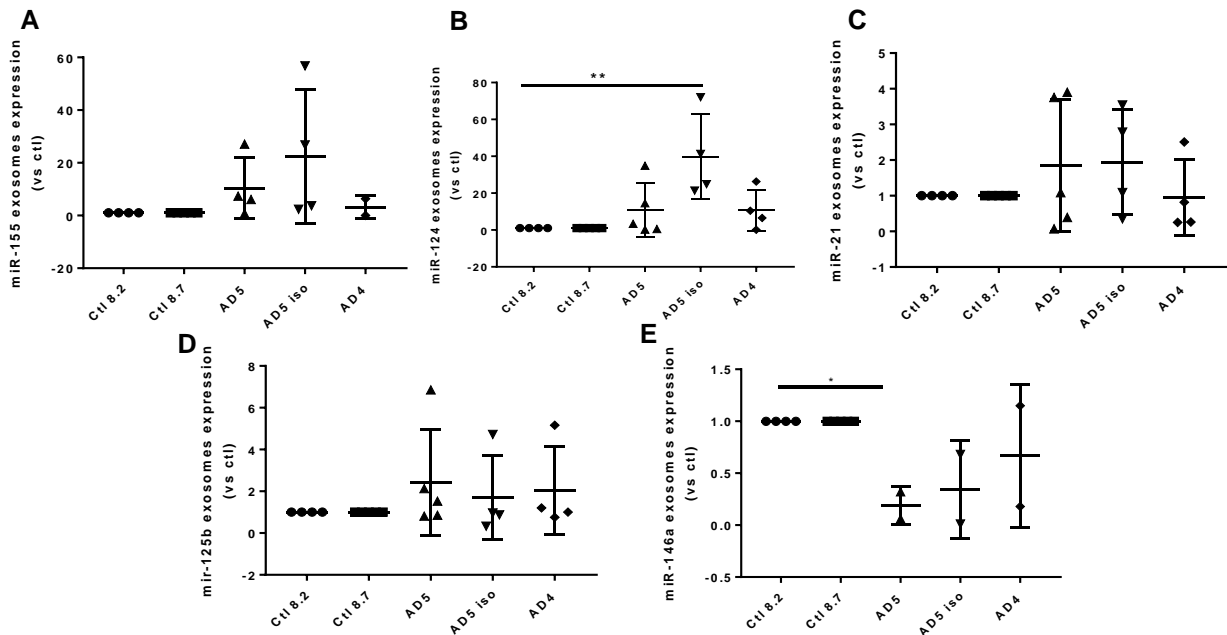 A
miR-155 exosomes expression
(vs ctl)
60
40
20
0
-20
Ctl 8.2
Ctl 8.7
AD5
AD5 iso
AD4
B
miR-124 exosomes expression
(vs ctl)
80
60
40
20
0
-20
**
Ctl 8.2
Ctl 8.7
AD5
AD5 iso
AD4
C
miR-21 exosomes expression
(vs ctl)
5
4
3
2
1
0
-1
Ctl 8.2
Ctl 8.7
AD5
AD5 iso
AD4
D
mir-125b exosomes expression
(vs ctl)
8
6
4
2
0
-2
Ctl 8.2
Ctl 8.7
AD5
AD5 iso
AD4
E
miR-146a exosomes expression
(vs ctl)
1.5
1.0
0.5
0.0
-0.5
*
Ctl 8.2
Ctl 8.7
AD5
AD5 iso
AD4